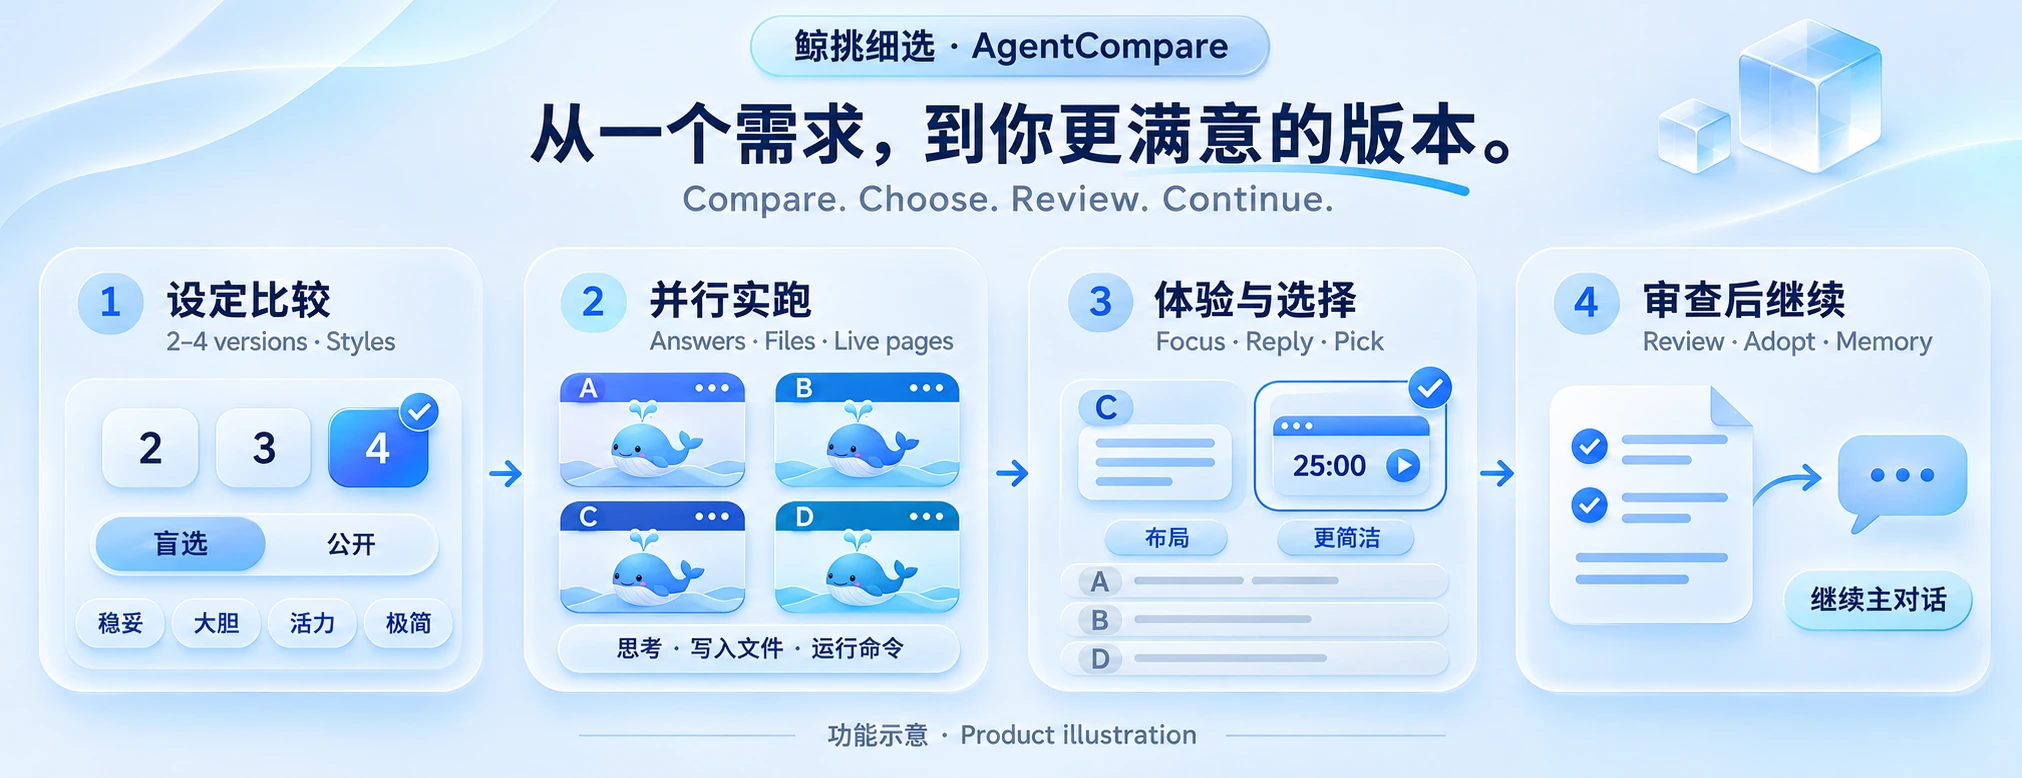 鲸挑细选 · AgentCompare
从一个需求，到你更满意的版本。
Compare. Choose. Review. Continue.
1 设定比较
2–4 versions · Styles
2 3 4
盲选 公开
稳妥 大胆 活力 极简
2 并行实跑
Answers · Files · Live pages
A B
C D
思考 · 写入文件 · 运行命令
3 体验与选择
Focus · Reply · Pick
C
25:00
布局 更简洁
A
B
D
4 审查后继续
Review · Adopt · Memory
继续主对话
功能示意 · Product illustration